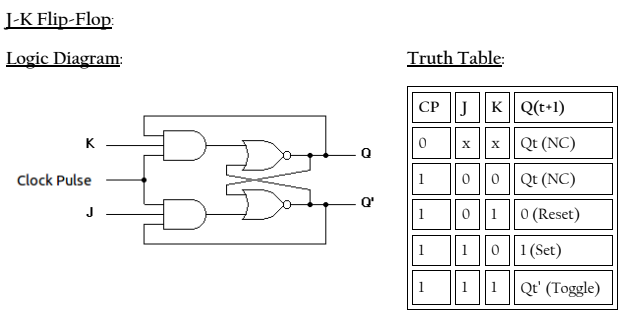 J-K Flip-Flop:
Logic Diagram:
K
Clock Pulse
J
Q
Q'
Truth Table:
CP J K Q(t+1)
0 x x Qt (NC)
1 0 0 Qt (NC)
1 0 1 0 (Reset)
1 1 0 1 (Set)
1 1 1 Qt' (Toggle)